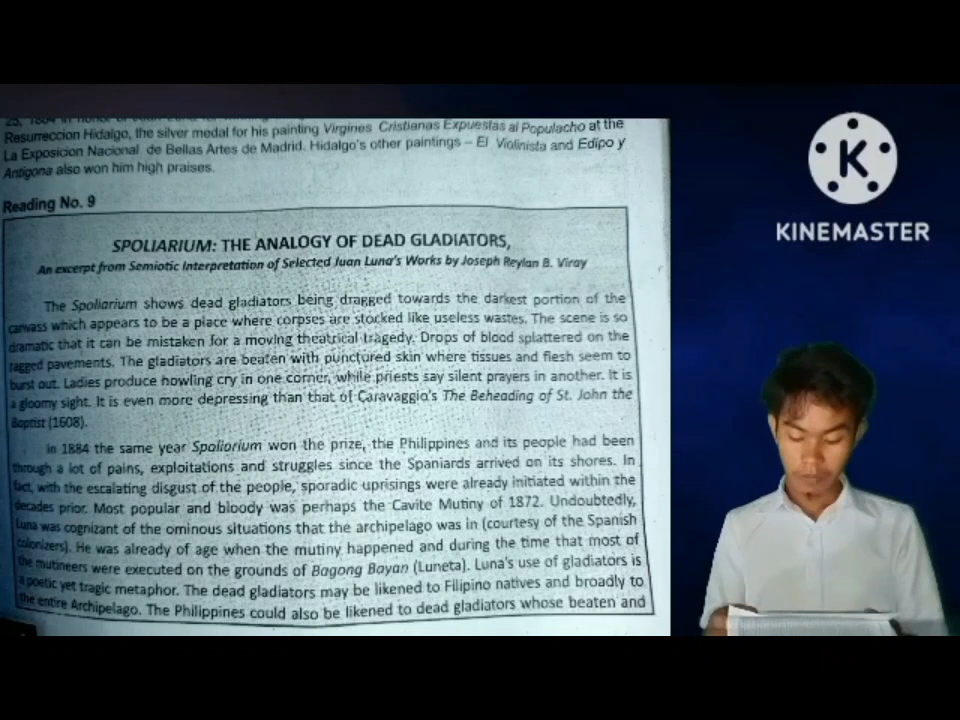 Resurreccion Hidalgo, the silver medal for his painting Virgines Cristianas Expuestas al Populacho at the
La Exposicion Nacional de Bellas Artes de Madrid. Hidalgo's other paintings – El Violinista and Edipo y
Antigona also won him high praises.
Reading No. 9
SPOLIARIUM: THE ANALOGY OF DEAD GLADIATORS,
An excerpt from Semiotic Interpretation of Selected Juan Luna's Works by Joseph Reylan B. Viray
The Spoliarium shows dead gladiators being dragged towards the darkest portion of the
canvass which appears to be a place where corpses are stocked like useless wastes. The scene is so
dramatic that it can be mistaken for a moving theatrical tragedy. Drops of blood splattered on the
ragged pavements. The gladiators are beaten with punctured skin where tissues and flesh seem to
burst out. Ladies produce howling cry in one corner, while priests say silent prayers in another. It is
a gloomy sight. It is even more depressing than that of Caravaggio's The Beheading of St. John the
Baptist (1608).
In 1884 the same year Spoliarium won the prize, the Philippines and its people had been
through a lot of pains, exploitations and struggles since the Spaniards arrived on its shores. In
fact, with the escalating disgust of the people, sporadic uprisings were already initiated within the
decades prior. Most popular and bloody was perhaps the Cavite Mutiny of 1872. Undoubtedly,
Luna was cognizant of the ominous situations that the archipelago was in (courtesy of the Spanish
colonizers). He was already of age when the mutiny happened and during the time that most of
the mutineers were executed on the grounds of Bagong Bayan (Luneta). Luna's use of gladiators is
a poetic yet tragic metaphor. The dead gladiators may be likened to Filipino natives and broadly to
the entire Archipelago. The Philippines could also be likened to dead gladiators whose beaten and
K
KINEMASTER